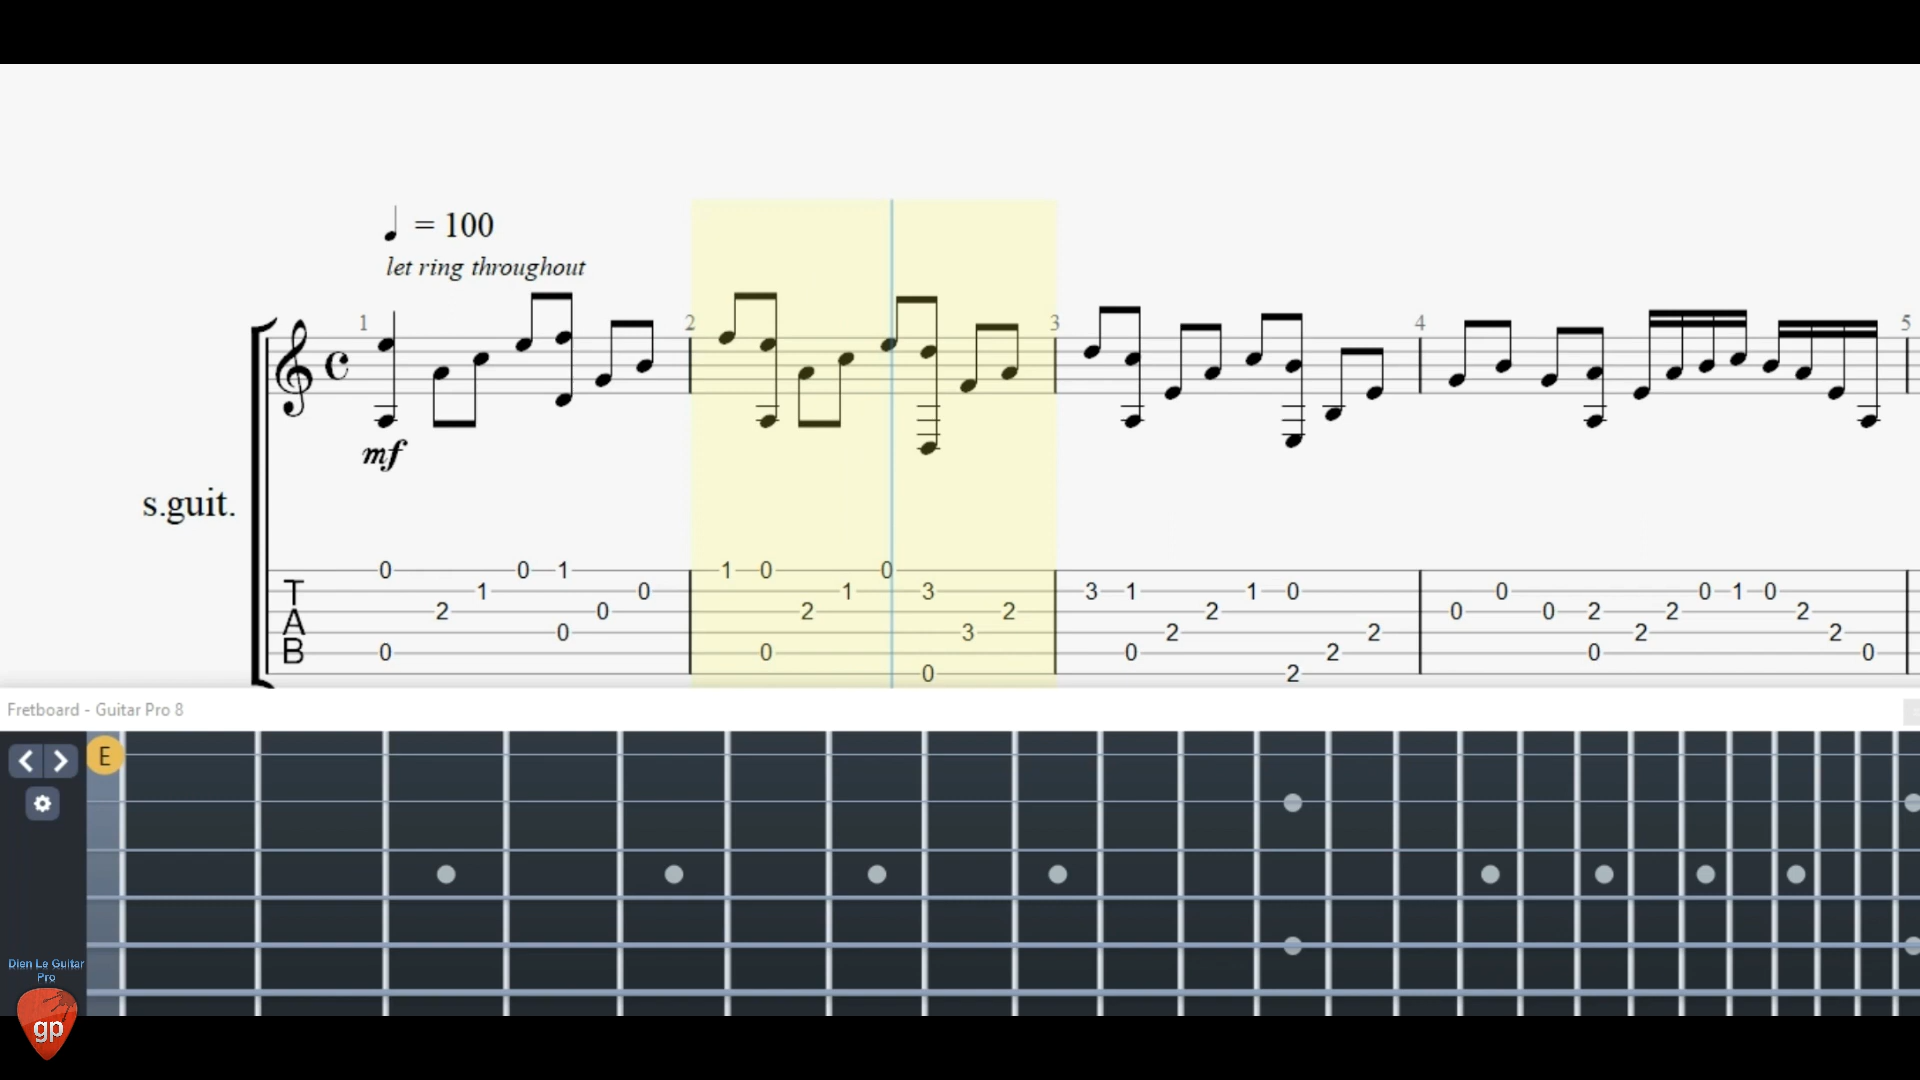 = 100
let ring throughout
1 2 3 4 5
mf
s.guit.
T 0 0 1 1 0 0 3 1 1 0 0 0 1 0
A 1 0 1 3 2 0 0 2 2
B 2 0 2 2 2 2
0 3 2 2 2 2
0 0 0 0 2 0 0
0 2
Fretboard - Guitar Pro 8
E
Dien Le Guitar
Pro
gp